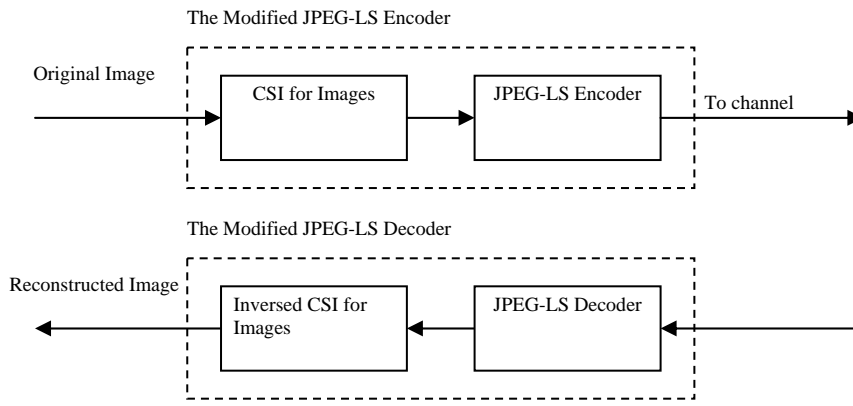 The Modified JPEG-LS Encoder
Original Image
CSI for Images
JPEG-LS Encoder
To channel
The Modified JPEG-LS Decoder
Reconstructed Image
Inversed CSI for
Images
JPEG-LS Decoder